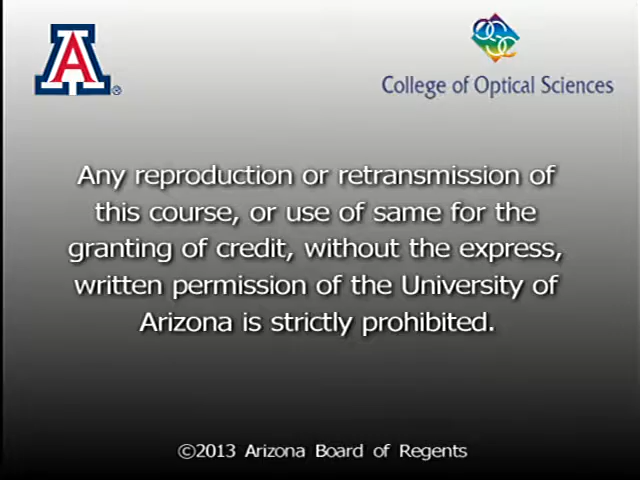 A®
College of Optical Sciences
Any reproduction or retransmission of
this course, or use of same for the
granting of credit, without the express,
written permission of the University of
Arizona is strictly prohibited.
©2013 Arizona Board of Regents